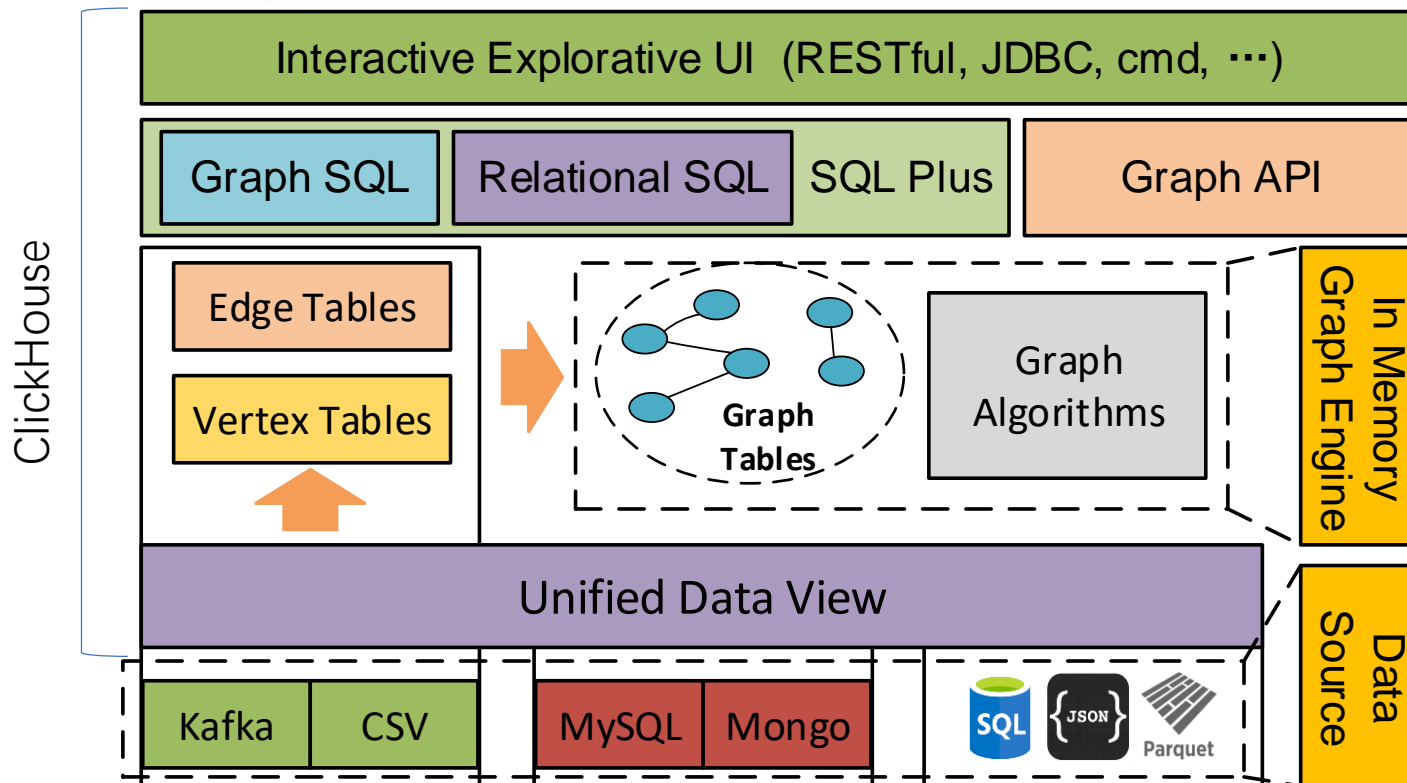 Interactive Explorative UI (RESTful, JDBC, cmd, ···)
Graph SQL
Relational SQL
SQL Plus
Graph API
ClickHouse
Edge Tables
Vertex Tables
Graph
Tables
Graph
Algorithms
In Memory
Graph Engine
Unified Data View
Data
Source
Kafka
CSV
MySQL
Mongo
SQL
{JSON}
Parquet